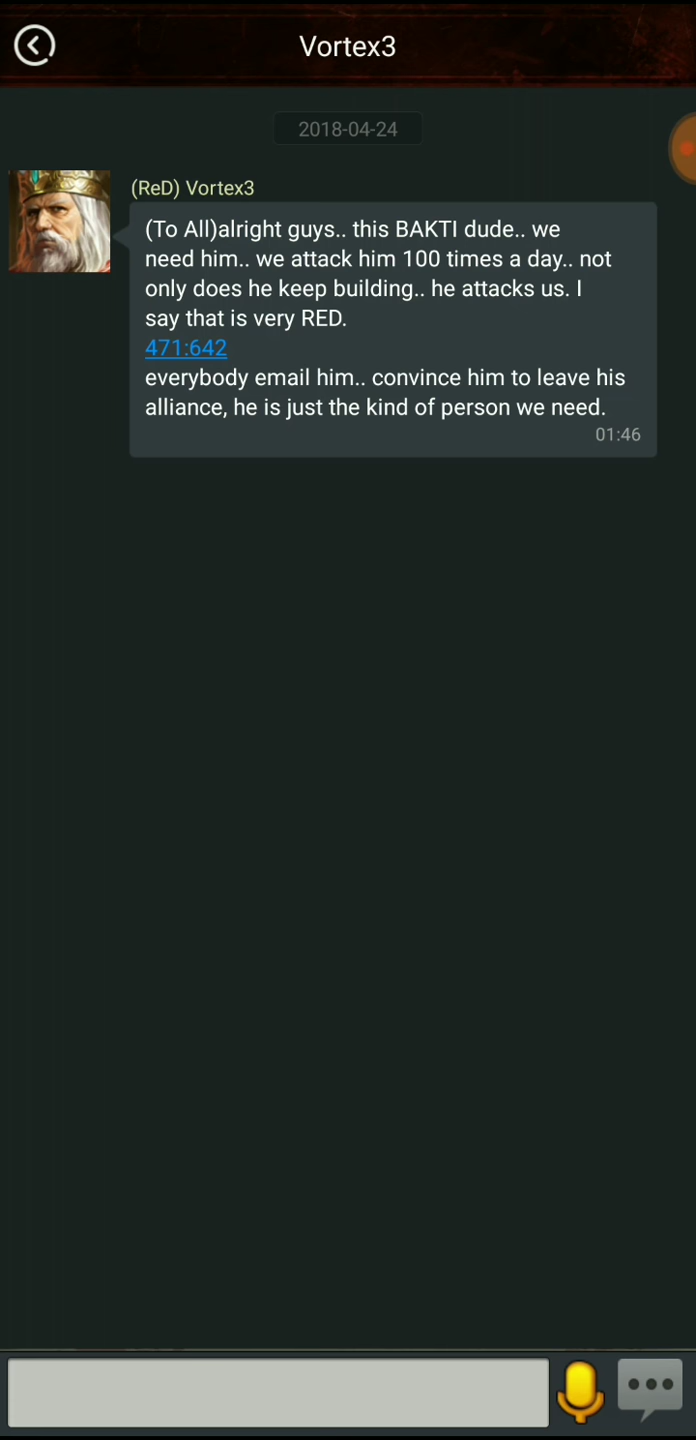 Vortex3
2018-04-24
(ReD) Vortex3
(To All)alright guys.. this BAKTI dude.. we
need him.. we attack him 100 times a day.. not
only does he keep building.. he attacks us. I
say that is very RED.
471:642
everybody email him.. convince him to leave his
alliance, he is just the kind of person we need.
01:46